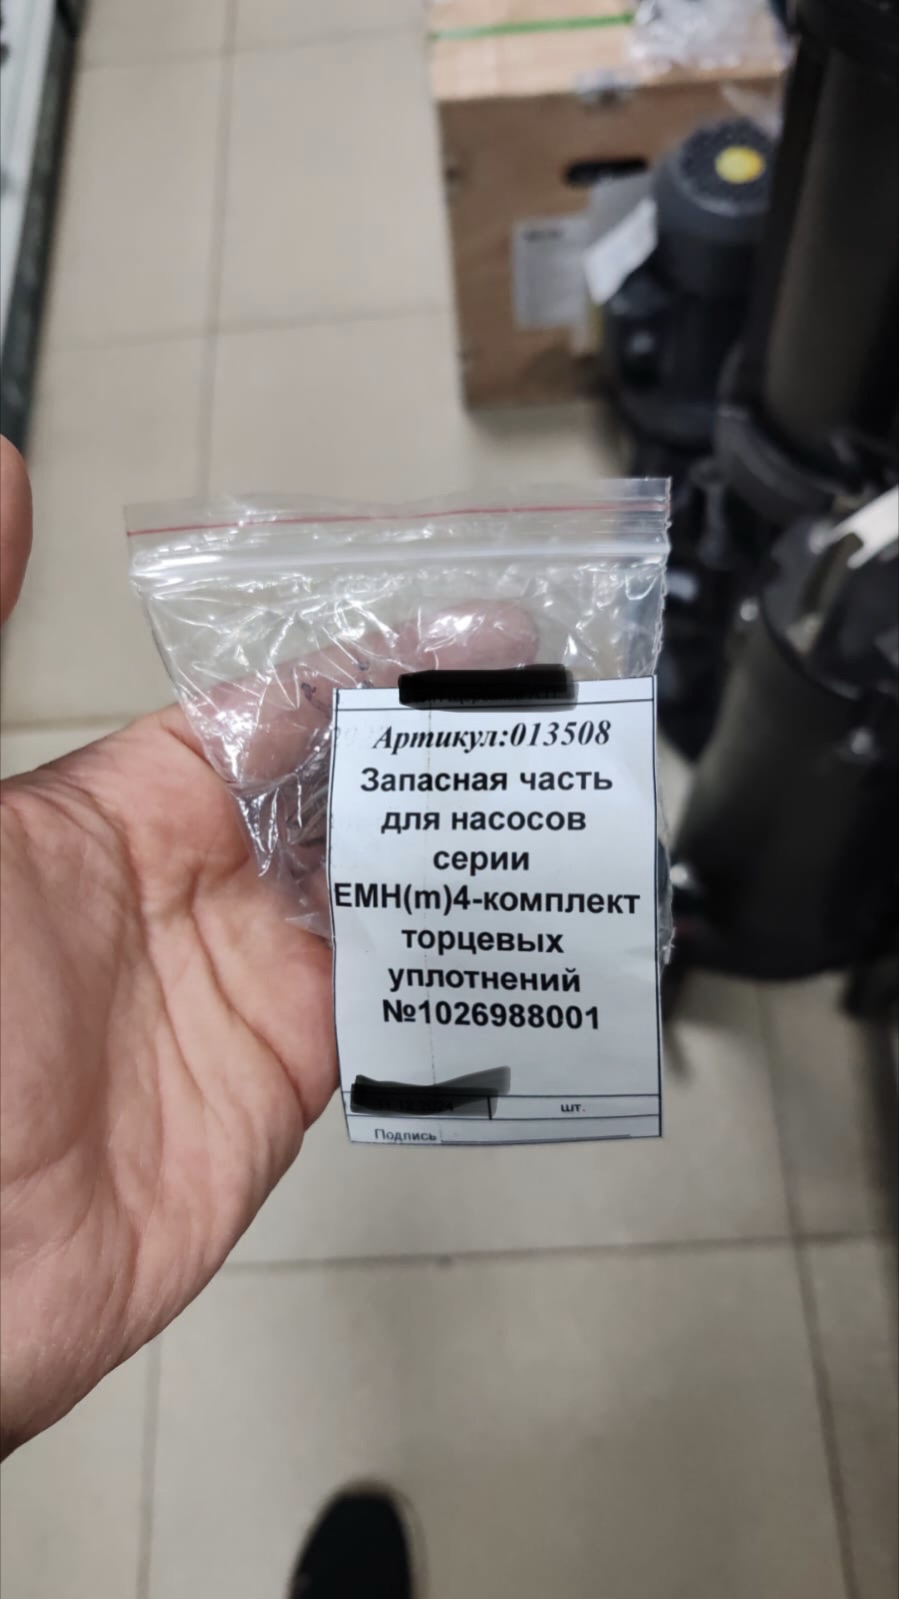 Артикул:013508
Запасная часть
для насосов
серии
EMH(m)4-комплект
торцевых
уплотнений
№1026988001
шт.
Подпись